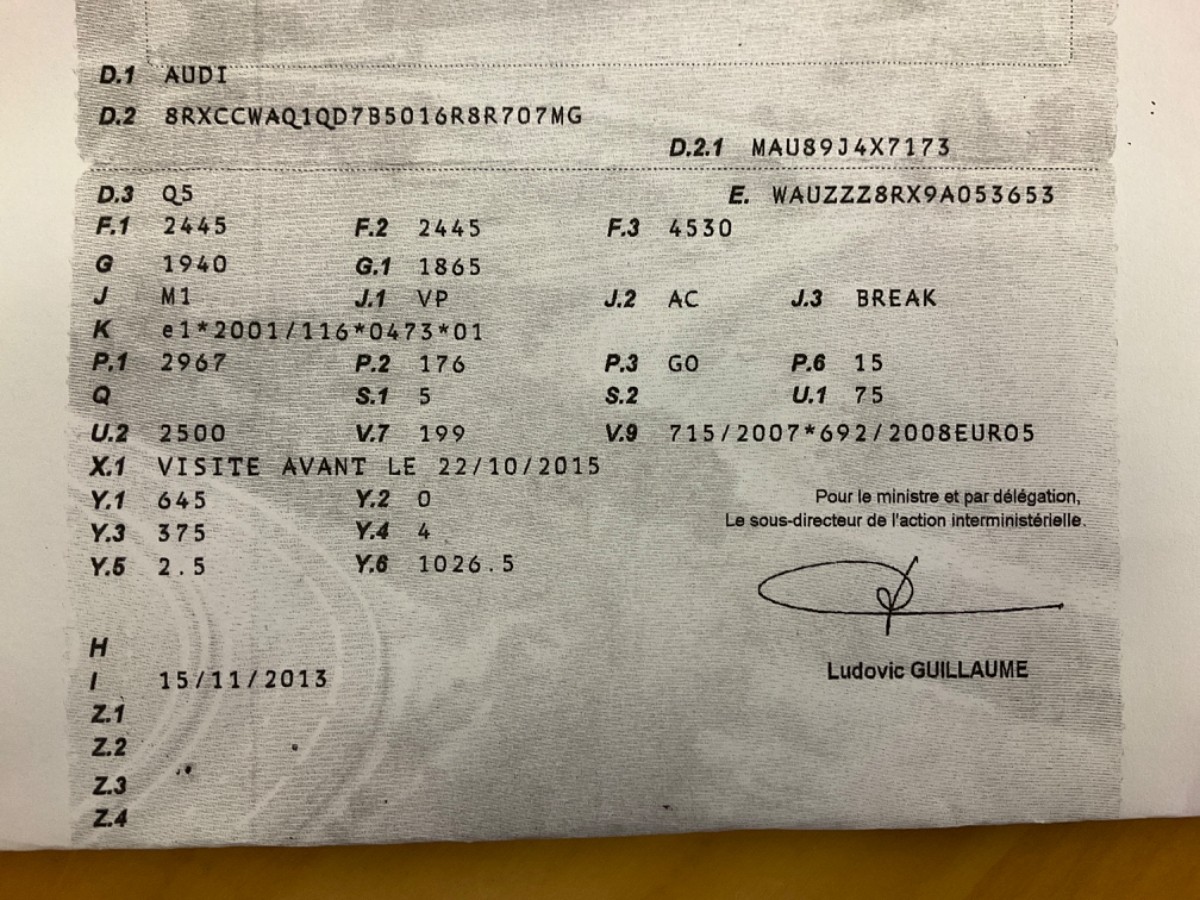 D.1 AUDI
D.2 8RXCCWAQ1QD7B5016R8R707MG
D.2.1 MAU89J4X7173
D.3 Q5 E. WAUZZZ8RX9A053653
F.1 2445 F.2 2445 F.3 4530
G 1940 G.1 1865
J M1 J.1 VP J.2 AC J.3 BREAK
K e1*2001/116*0473*01
P.1 2967 P.2 176 P.3 GO P.6 15
Q S.1 5 S.2 U.1 75
U.2 2500 V.7 199 V.9 715/2007*692/2008EURO5
X.1 VISITE AVANT LE 22/10/2015
Y.1 645 Y.2 0
Pour le ministre et par délégation,
Le sous-directeur de l'action interministérielle.
Y.3 375 Y.4 4
Y.5 2.5 Y.6 1026.5
H
I 15/11/2013
Ludovic GUILLAUME
Z.1
Z.2
Z.3
Z.4